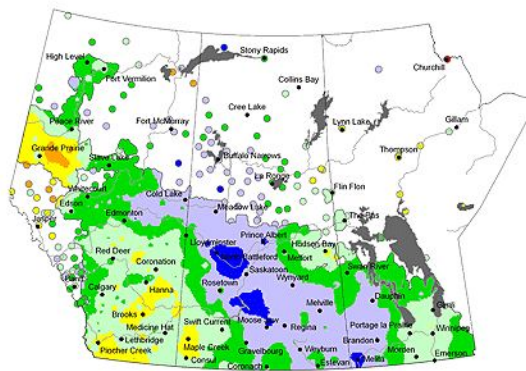 Stony Rapids
High Level
Churchill
Fort Vermilion
Collins Bay
Cree Lake
Peace River
Fort McMurray
Lynn Lake
Gillam
Grande Prairie
Slave Lake
Buffalo Narrows
Thompson
La Ronge
Whitecourt
Cold Lake
Flin Flon
Edson
Meadow Lake
Jasper
Edmonton
The Pas
Lloydminster
Prince Albert
Red Deer
Hudson Bay
Melfort
Coronation
Saskatoon
Swan River
Calgary
Hanna
Rosetown
Wynyard
Dauphin
Brooks
Melville
Gimli
Medicine Hat
Swift Current
Moose Jaw
Regina
Portage la Prairie
Winnipeg
Pincher Creek
Lethbridge
Maple Creek
Gravelbourg
Weyburn
Brandon
Morden
Consul
Coronach
Estevan
Melita
Emerson